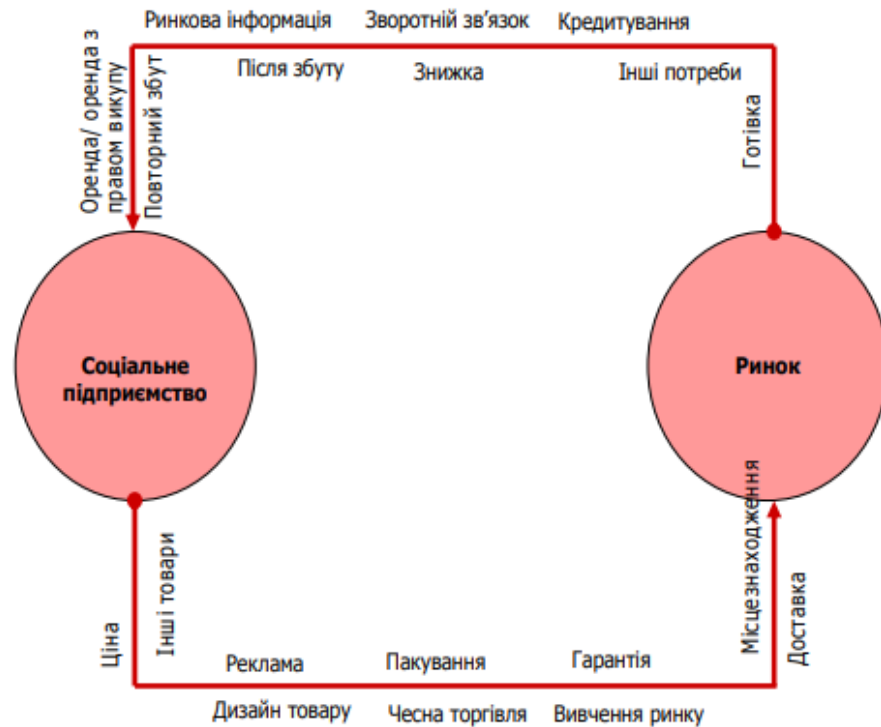 Ринкова інформація Зворотній зв’язок Кредитування
Після збуту Знижка Інші потреби
Оренда/ оренда з
правом викупу
Повторний збут
Готівка
Соціальне
підприємство
Ринок
Ціна
Інші товари
Місцезнаходження
Доставка
Реклама Пакування Гарантія
Дизайн товару Чесна торгівля Вивчення ринку